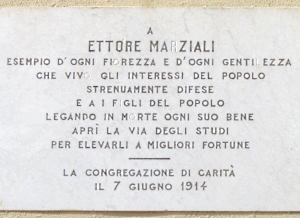 A
ETTORE MARZIALI
ESEMPIO D'OGNI FIEREZZA E D'OGNI GENTILEZZA
CHE VIVO GLI INTERESSI DEL POPOLO
STRENUAMENTE DIFESE
E A I FIGLI DEL POPOLO
LEGANDO IN MORTE OGNI SUO BENE
APRÌ LA VIA DEGLI STUDI
PER ELEVARLI A MIGLIORI FORTUNE
LA CONGREGAZIONE DI CARITÀ
IL 7 GIUGNO 1914